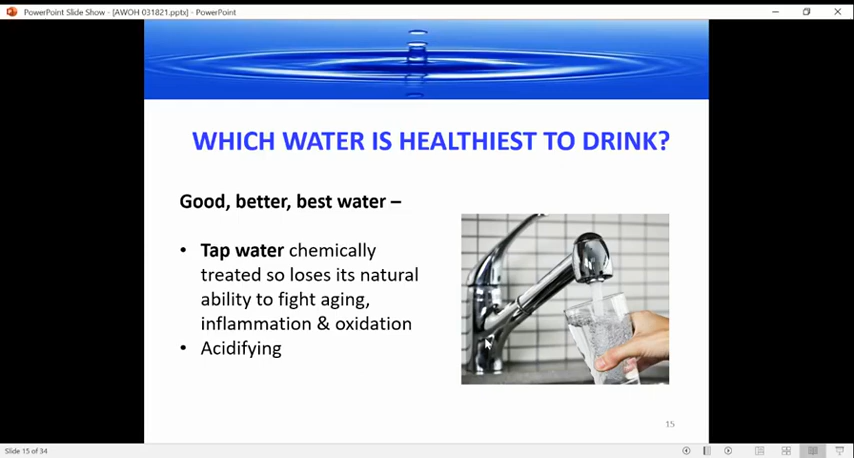 PowerPoint Slide Show - [AWOH 031821.pptx] - PowerPoint
WHICH WATER IS HEALTHIEST TO DRINK?
Good, better, best water –
• Tap water chemically
treated so loses its natural
ability to fight aging,
inflammation & oxidation
• Acidifying
15
Slide 15 of 34